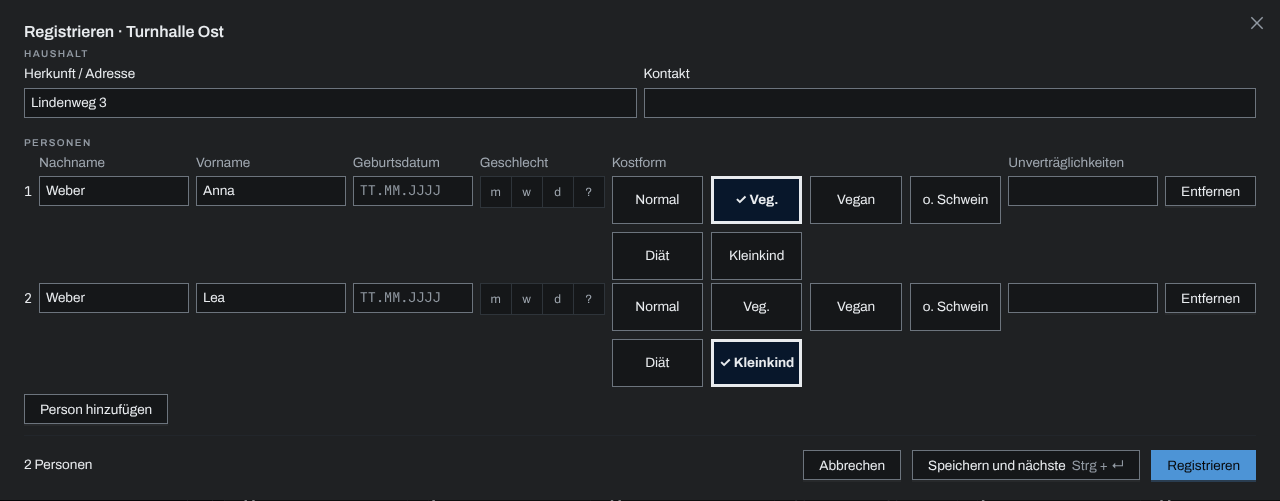 Registrieren · Turnhalle Ost
HAUSHALT
Herkunft / Adresse Kontakt
Lindenweg 3
PERSONEN
Nachname Vorname Geburtsdatum Geschlecht Kostform Unverträglichkeiten
1 Weber Anna TT.MM.JJJJ m w d ? Normal ✓ Veg. Vegan o. Schwein Entfernen
Diät Kleinkind
2 Weber Lea TT.MM.JJJJ m w d ? Normal Veg. Vegan o. Schwein Entfernen
Diät ✓ Kleinkind
Person hinzufügen
2 Personen Abbrechen Speichern und nächste Strg + ↵ Registrieren